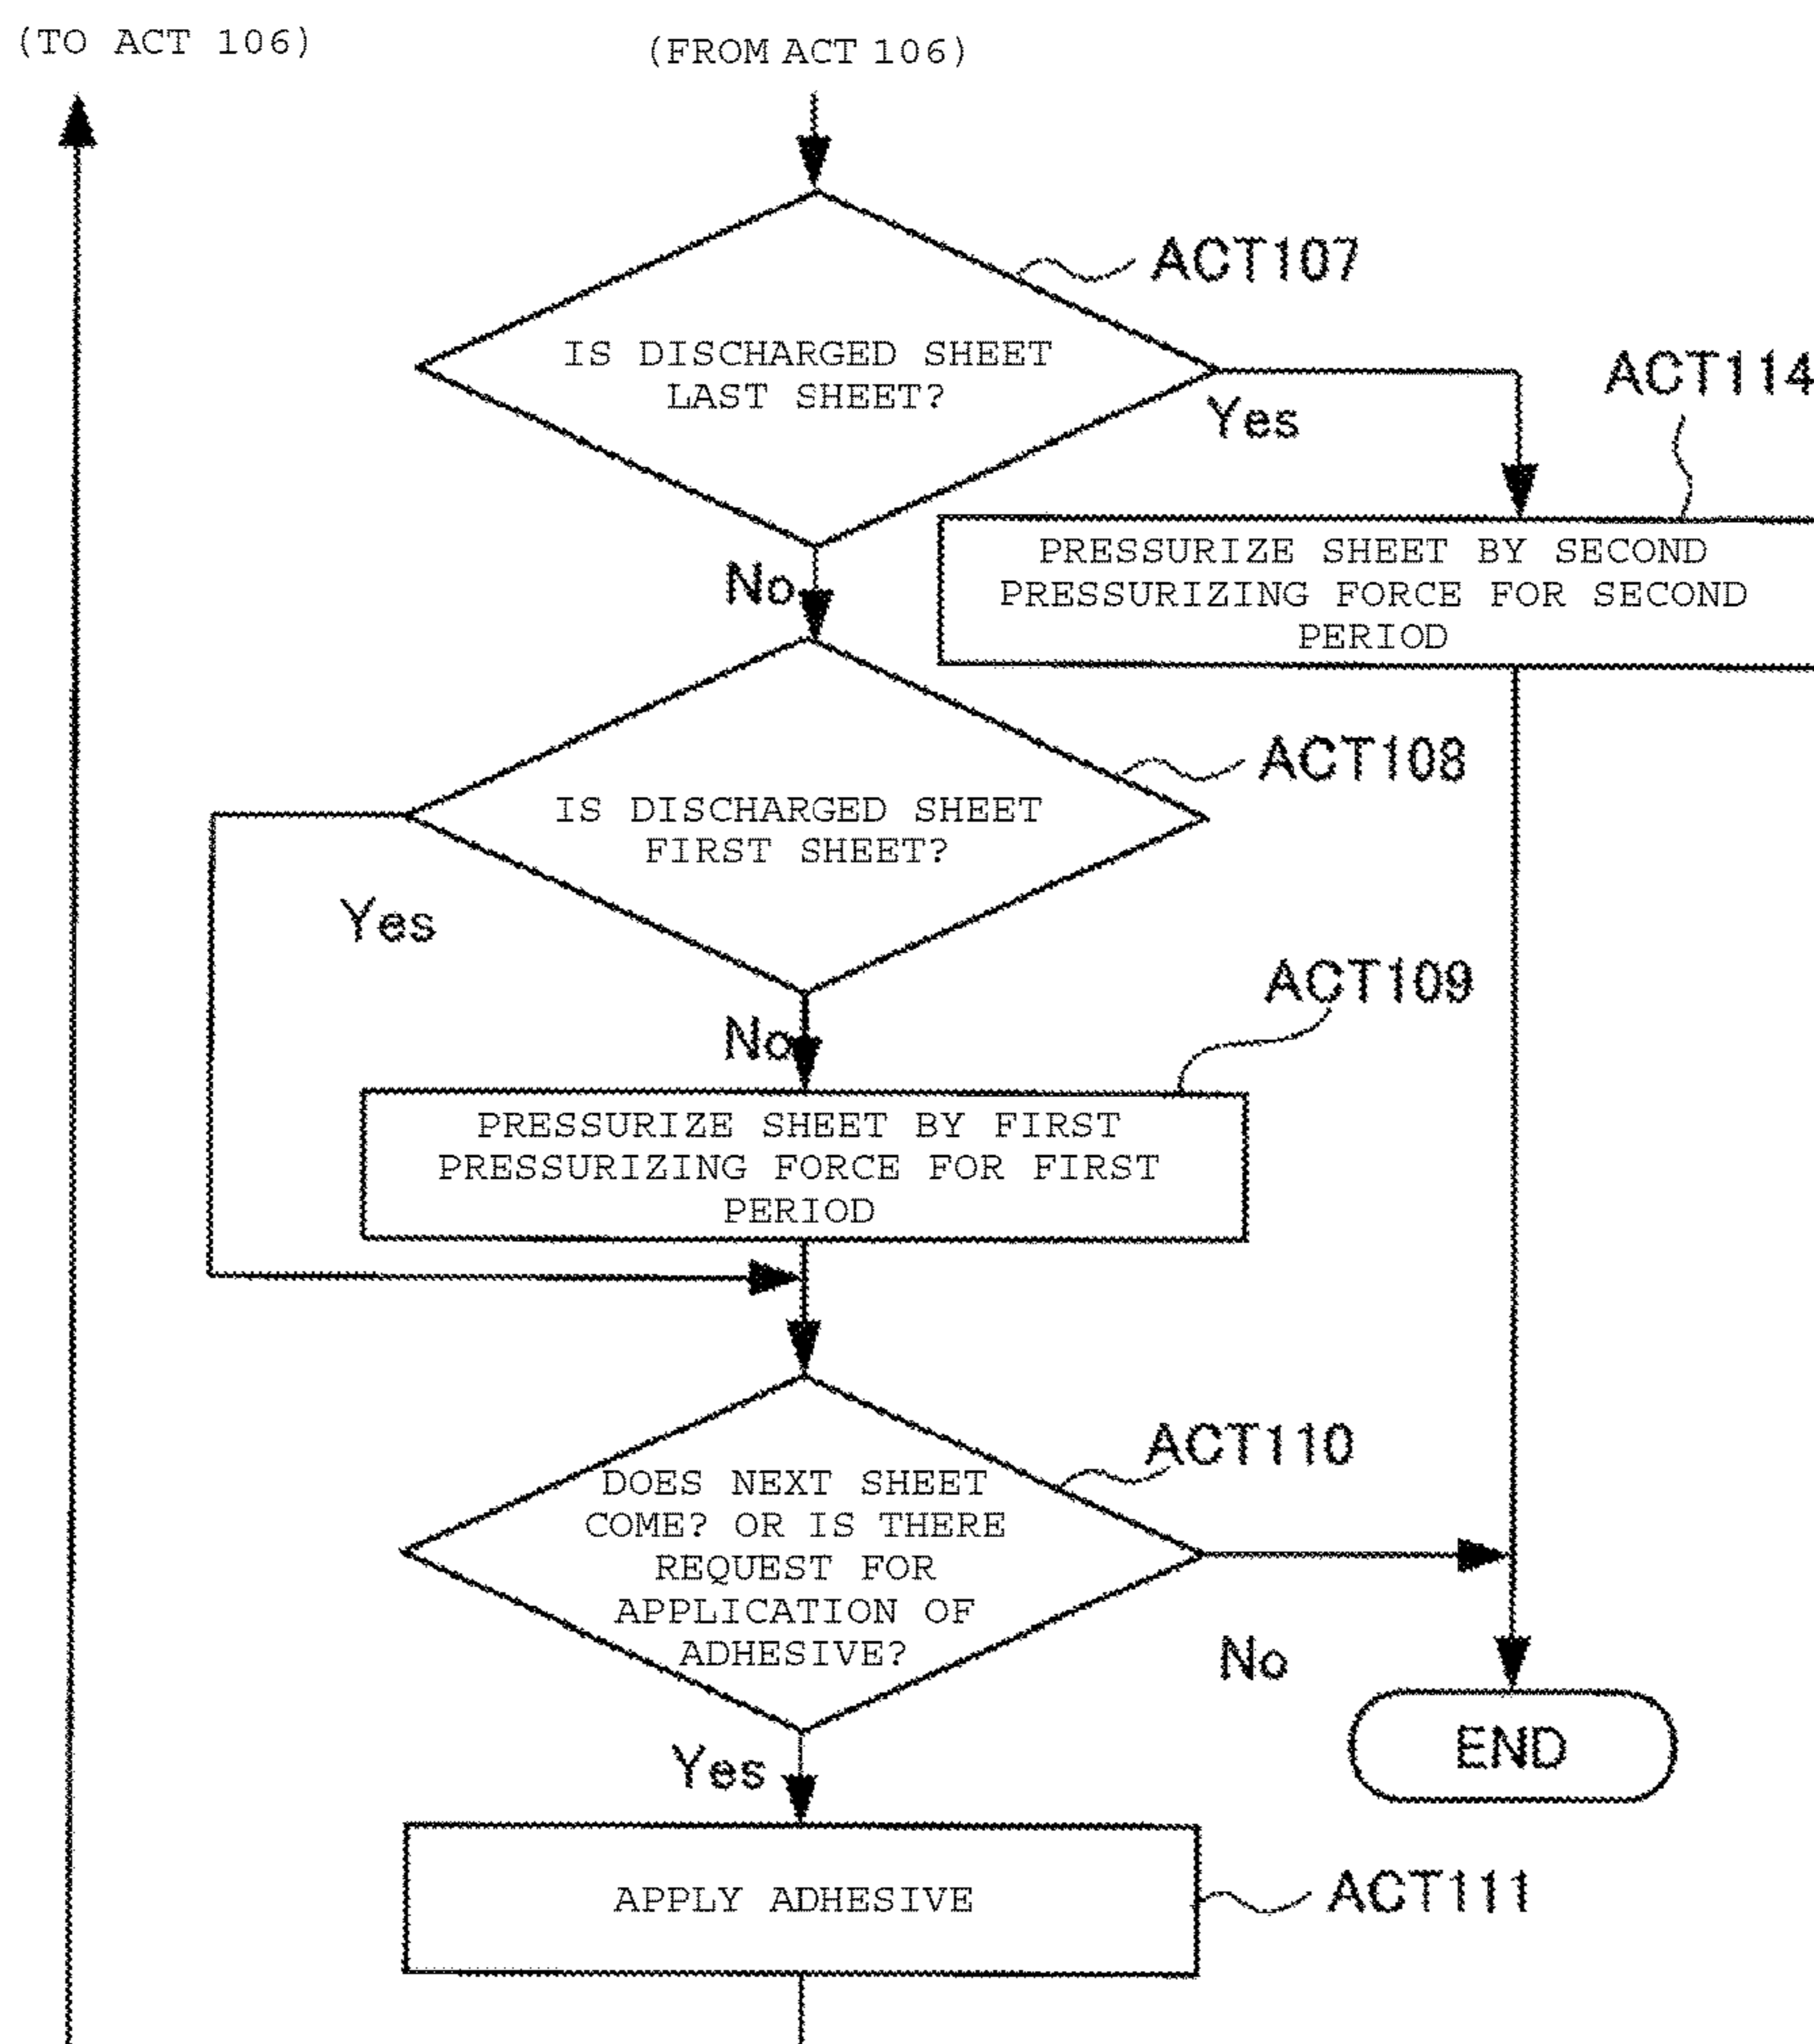 (TO ACT 106)
(FROM ACT 106)
ACT107
IS DISCHARGED SHEET
LAST SHEET?
ACT114
Yes
PRESSURIZE SHEET BY SECOND
PRESSURIZING FORCE FOR SECOND
PERIOD
No
ACT108
IS DISCHARGED SHEET
FIRST SHEET?
Yes
ACT109
No
PRESSURIZE SHEET BY FIRST
PRESSURIZING FORCE FOR FIRST
PERIOD
ACT110
DOES NEXT SHEET
COME? OR IS THERE
REQUEST FOR
APPLICATION OF
ADHESIVE?
No
END
Yes
APPLY ADHESIVE
ACT111